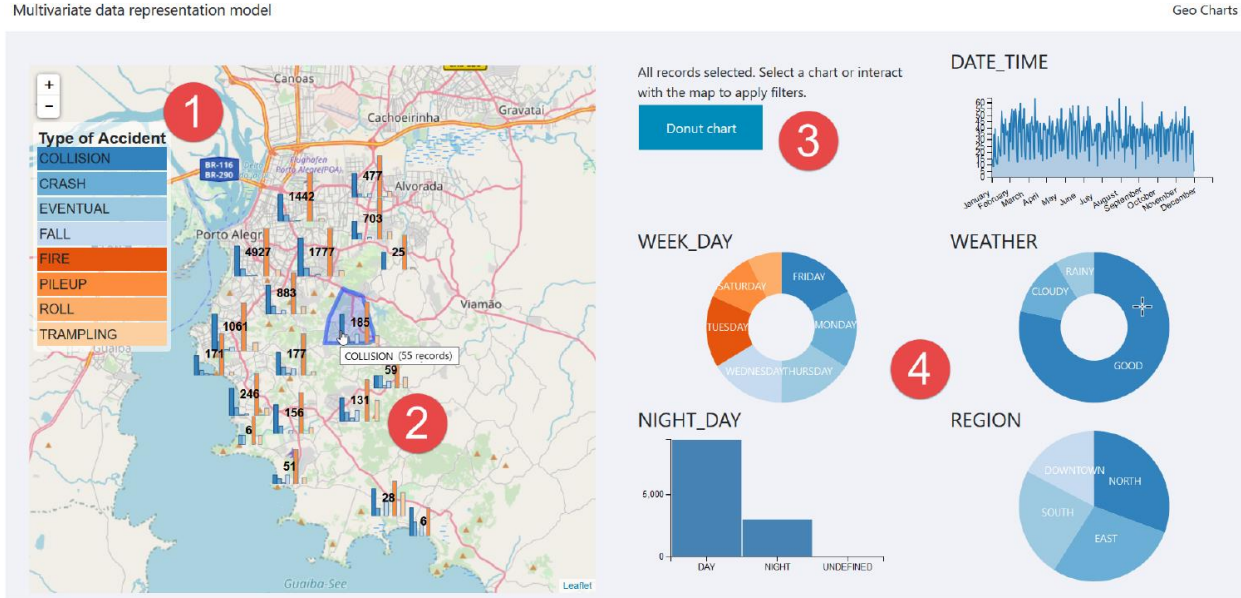 Multivariate data representation model
Geo Charts
+
−
1
Type of Accident
COLLISION
CRASH
EVENTUAL
FALL
FIRE
PILEUP
ROLL
TRAMPLING
Canoas
Cachoeirinha
Gravataí
BR-116
BR-290
Alvorada
Porto Alegr
Viamão
Guaíba
477
1442
703
4927
1777
25
883
1061
185
COLLISION (55 records)
171
177
59
246
131
156
6
2
51
28
6
Guaíba-See
Leaflet
All records selected. Select a chart or interact
with the map to apply filters.
Donut chart
3
DATE_TIME
60
0
January
February
March
April
May
June
July
August
September
October
November
December
WEEK_DAY
FRIDAY
MONDAY
THURSDAY
WEDNESDAY
TUESDAY
SATURDAY
WEATHER
RAINY
CLOUDY
GOOD
4
NIGHT_DAY
5,000
0
DAY
NIGHT
UNDEFINED
REGION
DOWNTOWN
NORTH
SOUTH
EAST